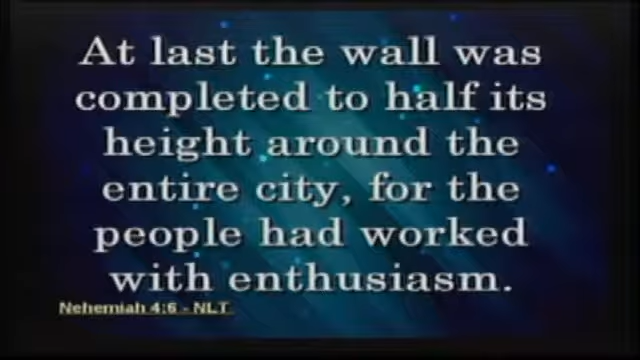 At last the wall was
completed to half its
height around the
entire city, for the
people had worked
with enthusiasm.
Nehemiah 4:6 - NLT